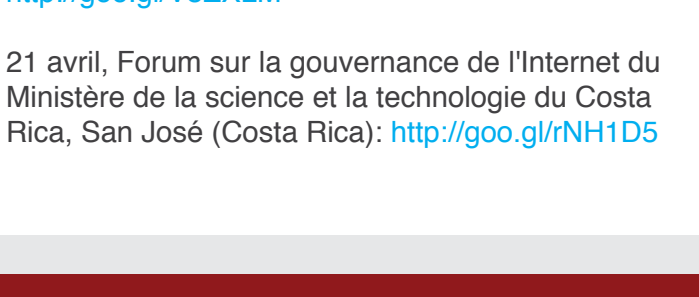 21 avril, Forum sur la gouvernance de l'Internet du
Ministère de la science et la technologie du Costa
Rica, San José (Costa Rica): http://goo.gl/rNH1D5